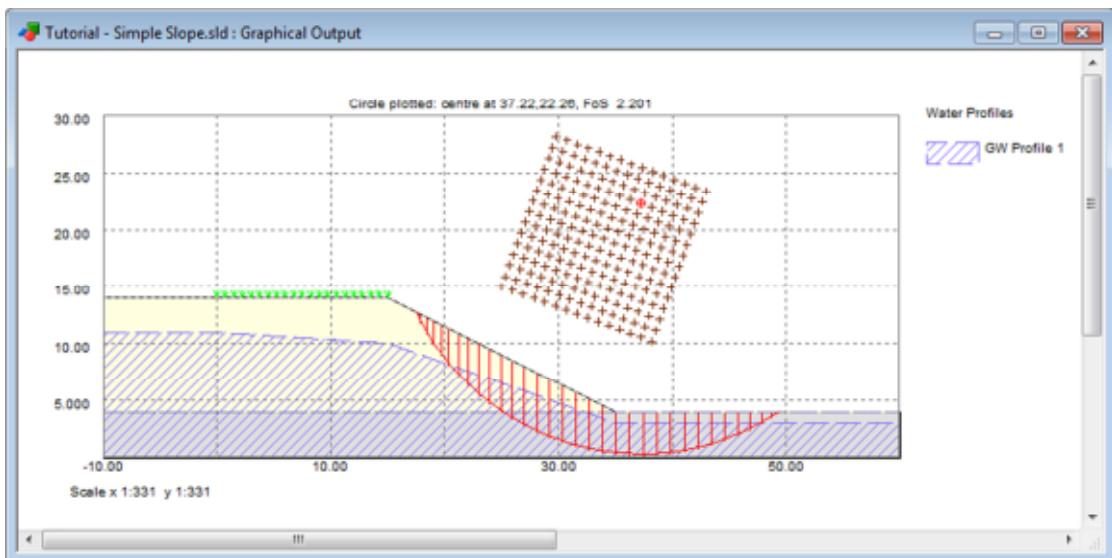 Tutorial - Simple Slope.sld : Graphical Output
Circle plotted: centre at 37.22,22.26, FoS 2.201
Water Profiles
GW Profile 1
30.00
25.00
20.00
15.00
10.00
5.000
-10.00 10.00 30.00 50.00
Scale x 1:331 y 1:331